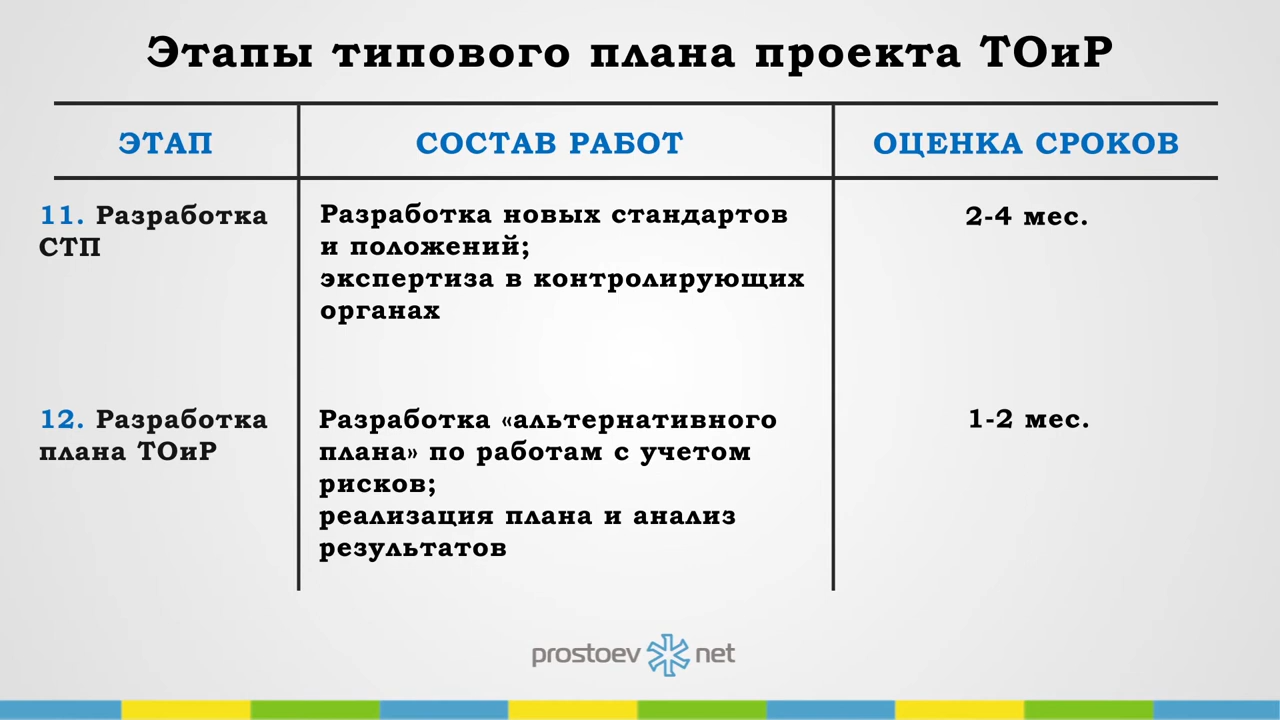 Этапы типового плана проекта ТОиР
ЭТАП
СОСТАВ РАБОТ
ОЦЕНКА СРОКОВ
11. Разработка
СТП
Разработка новых стандартов
и положений;
экспертиза в контролирующих
органах
2-4 мес.
12. Разработка
плана ТОиР
Разработка «альтернативного
плана» по работам с учетом
рисков;
реализация плана и анализ
результатов
1-2 мес.
prostoev net